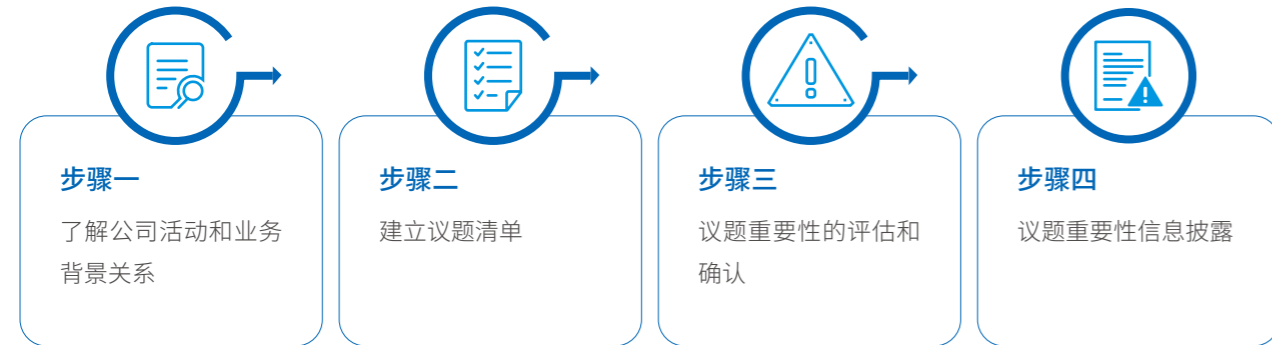 步骤一
了解公司活动和业务
背景关系
步骤二
建立议题清单
步骤三
议题重要性的评估和
确认
步骤四
议题重要性信息披露